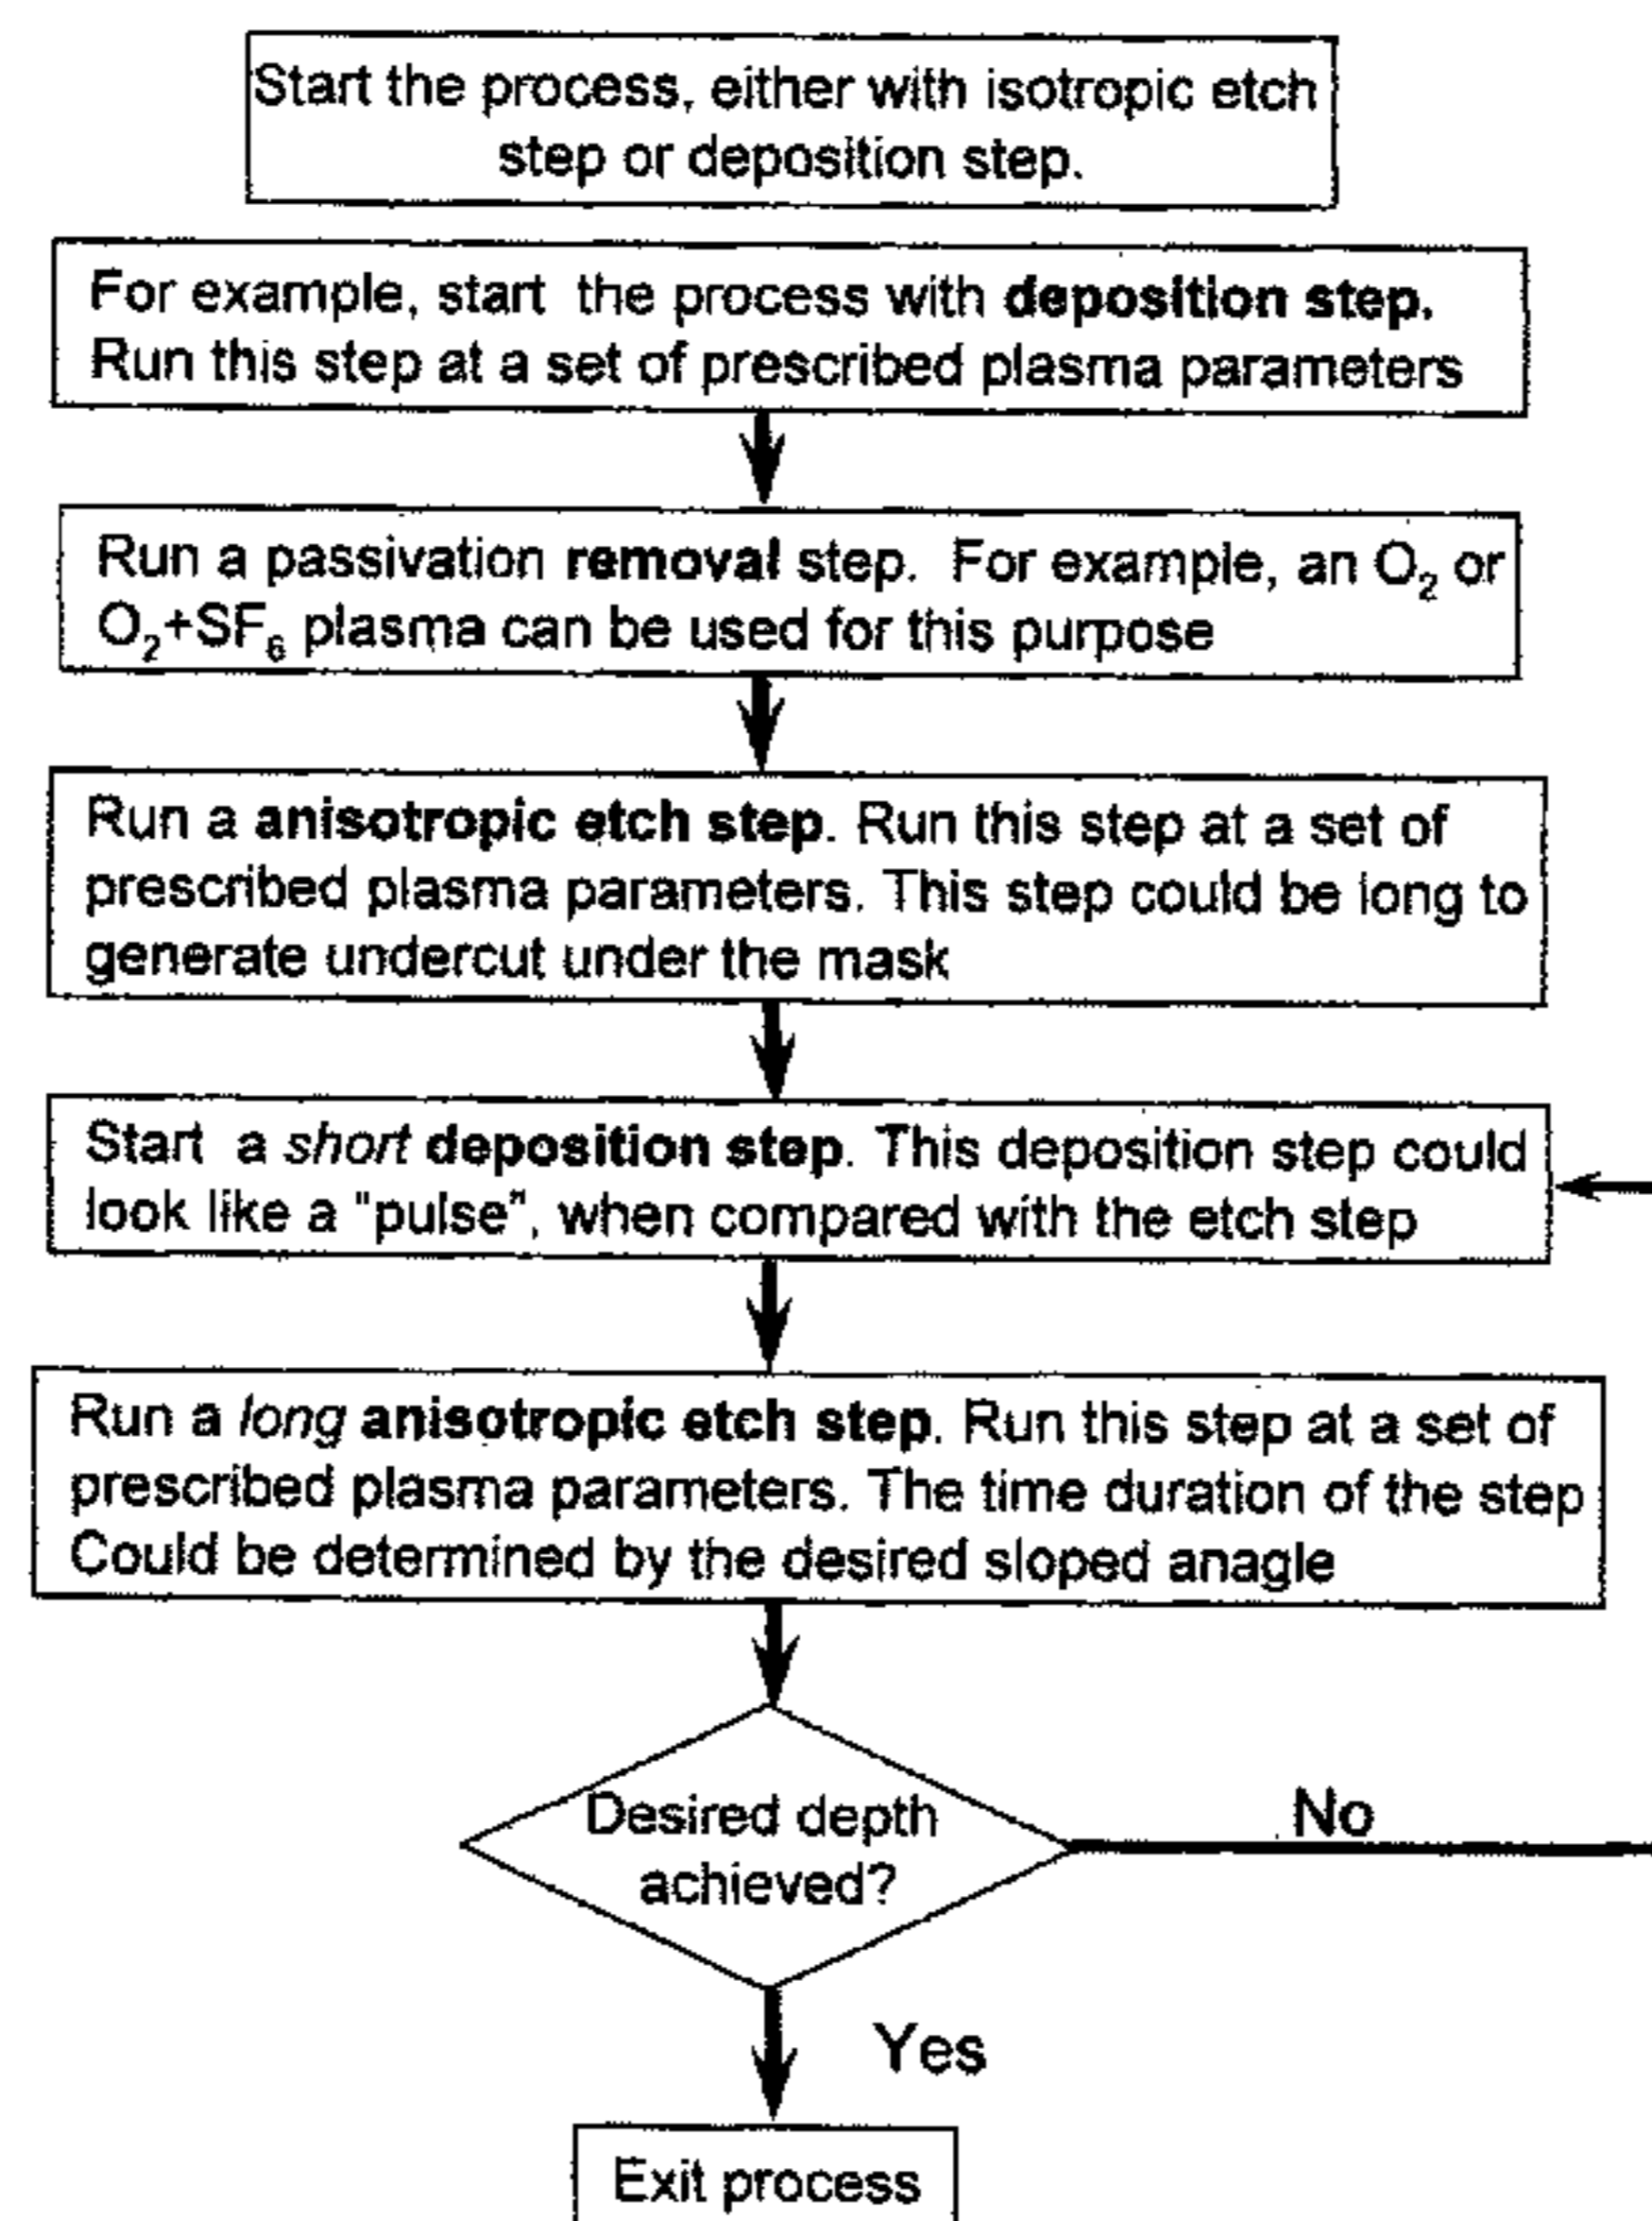 Start the process, either with isotropic etch
step or deposition step.
For example, start the process with deposition step.
Run this step at a set of prescribed plasma parameters
Run a passivation removal step. For example, an O₂ or
O₂+SF₆ plasma can be used for this purpose
Run a anisotropic etch step. Run this step at a set of
prescribed plasma parameters. This step could be long to
generate undercut under the mask
Start a short deposition step. This deposition step could
look like a "pulse", when compared with the etch step
Run a long anisotropic etch step. Run this step at a set of
prescribed plasma parameters. The time duration of the step
Could be determined by the desired sloped anagle
Desired depth
achieved?
No
Yes
Exit process